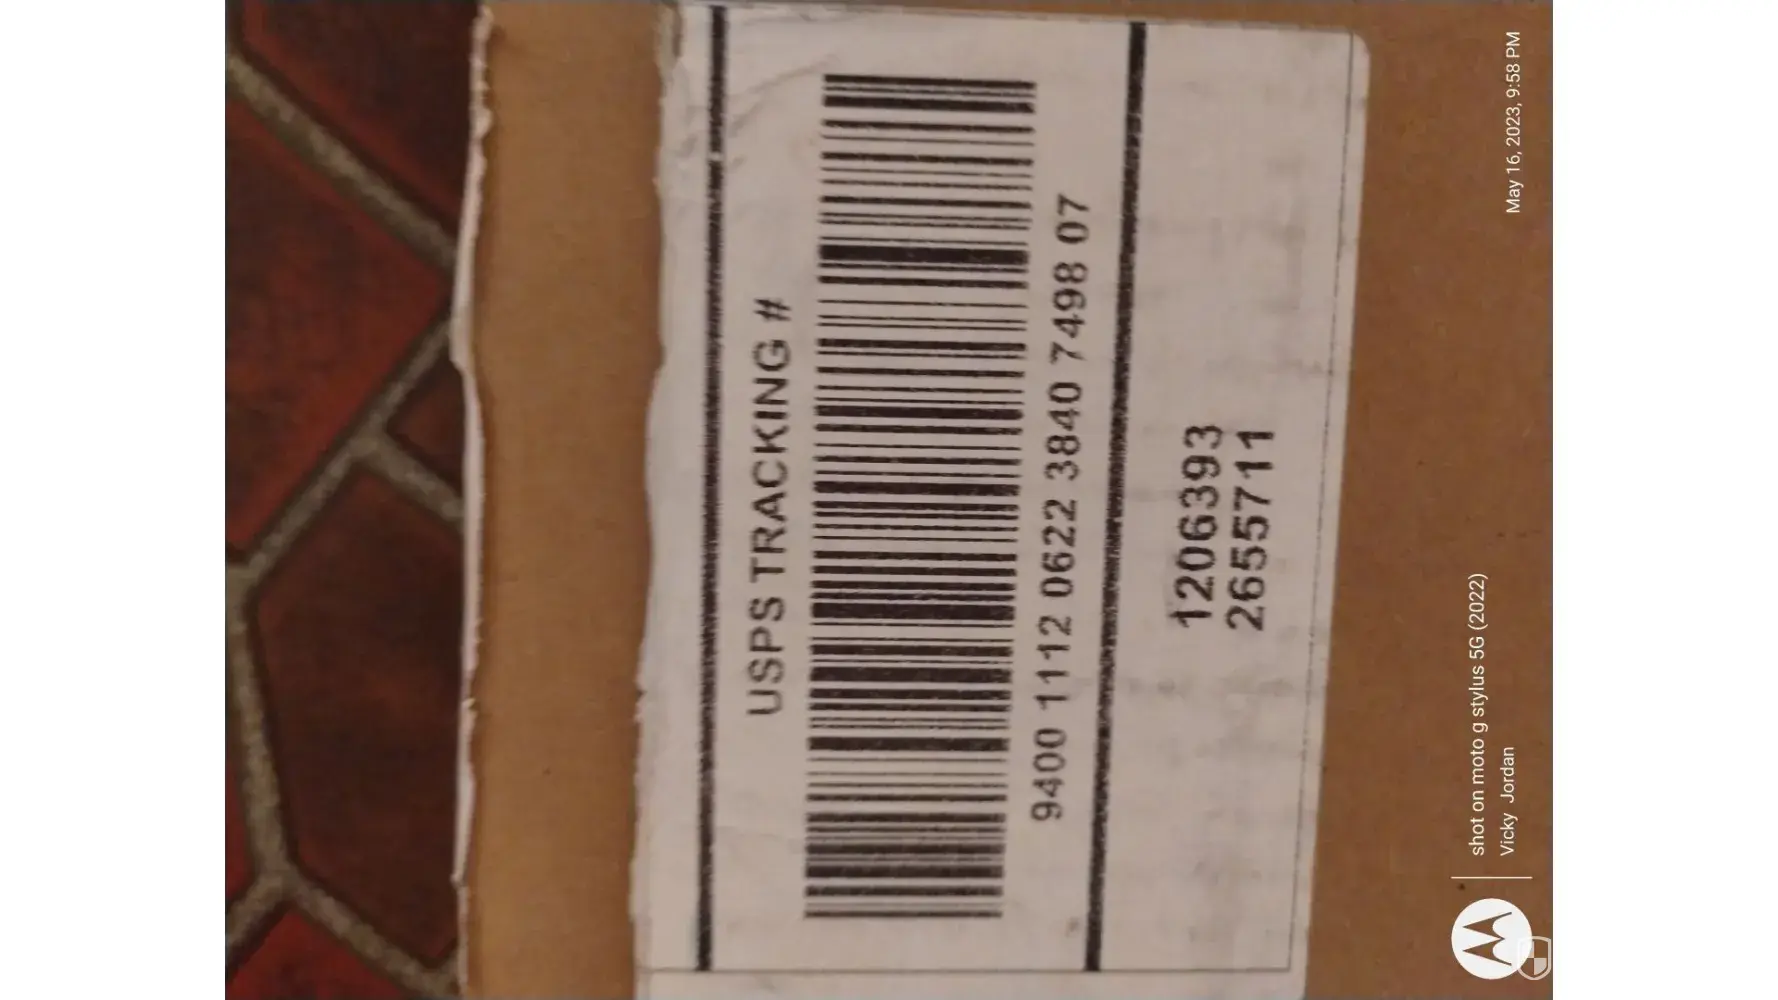 USPS TRACKING #
9400 1112 0622 3840 7498 07
1206393
2655711
shot on moto g stylus 5G (2022)
Vicky Jordan
May 16, 2023, 9:58 PM